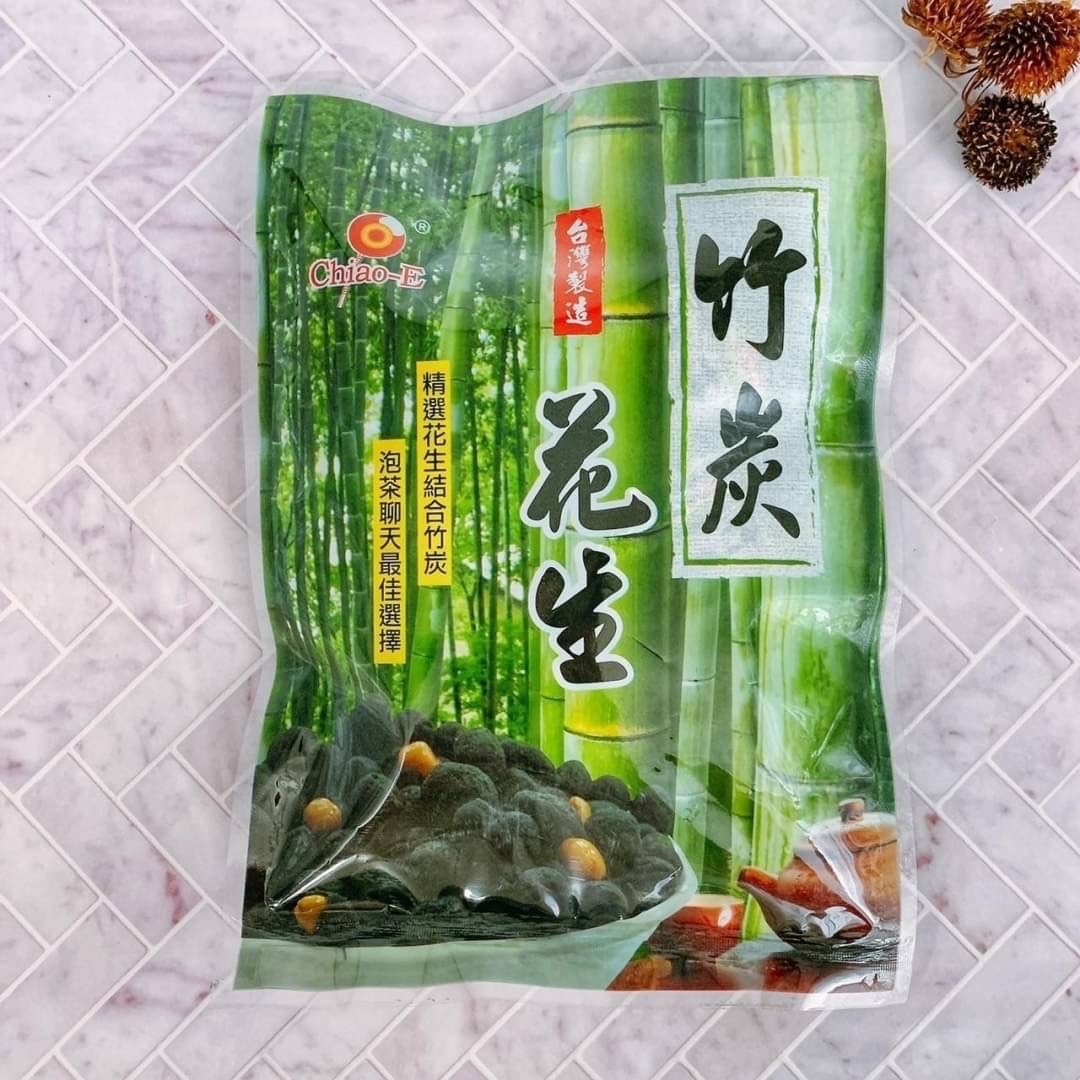 竹炭
花生
台灣製造
®
Chiao-E
精選花生結合竹炭
泡茶聊天最佳選擇